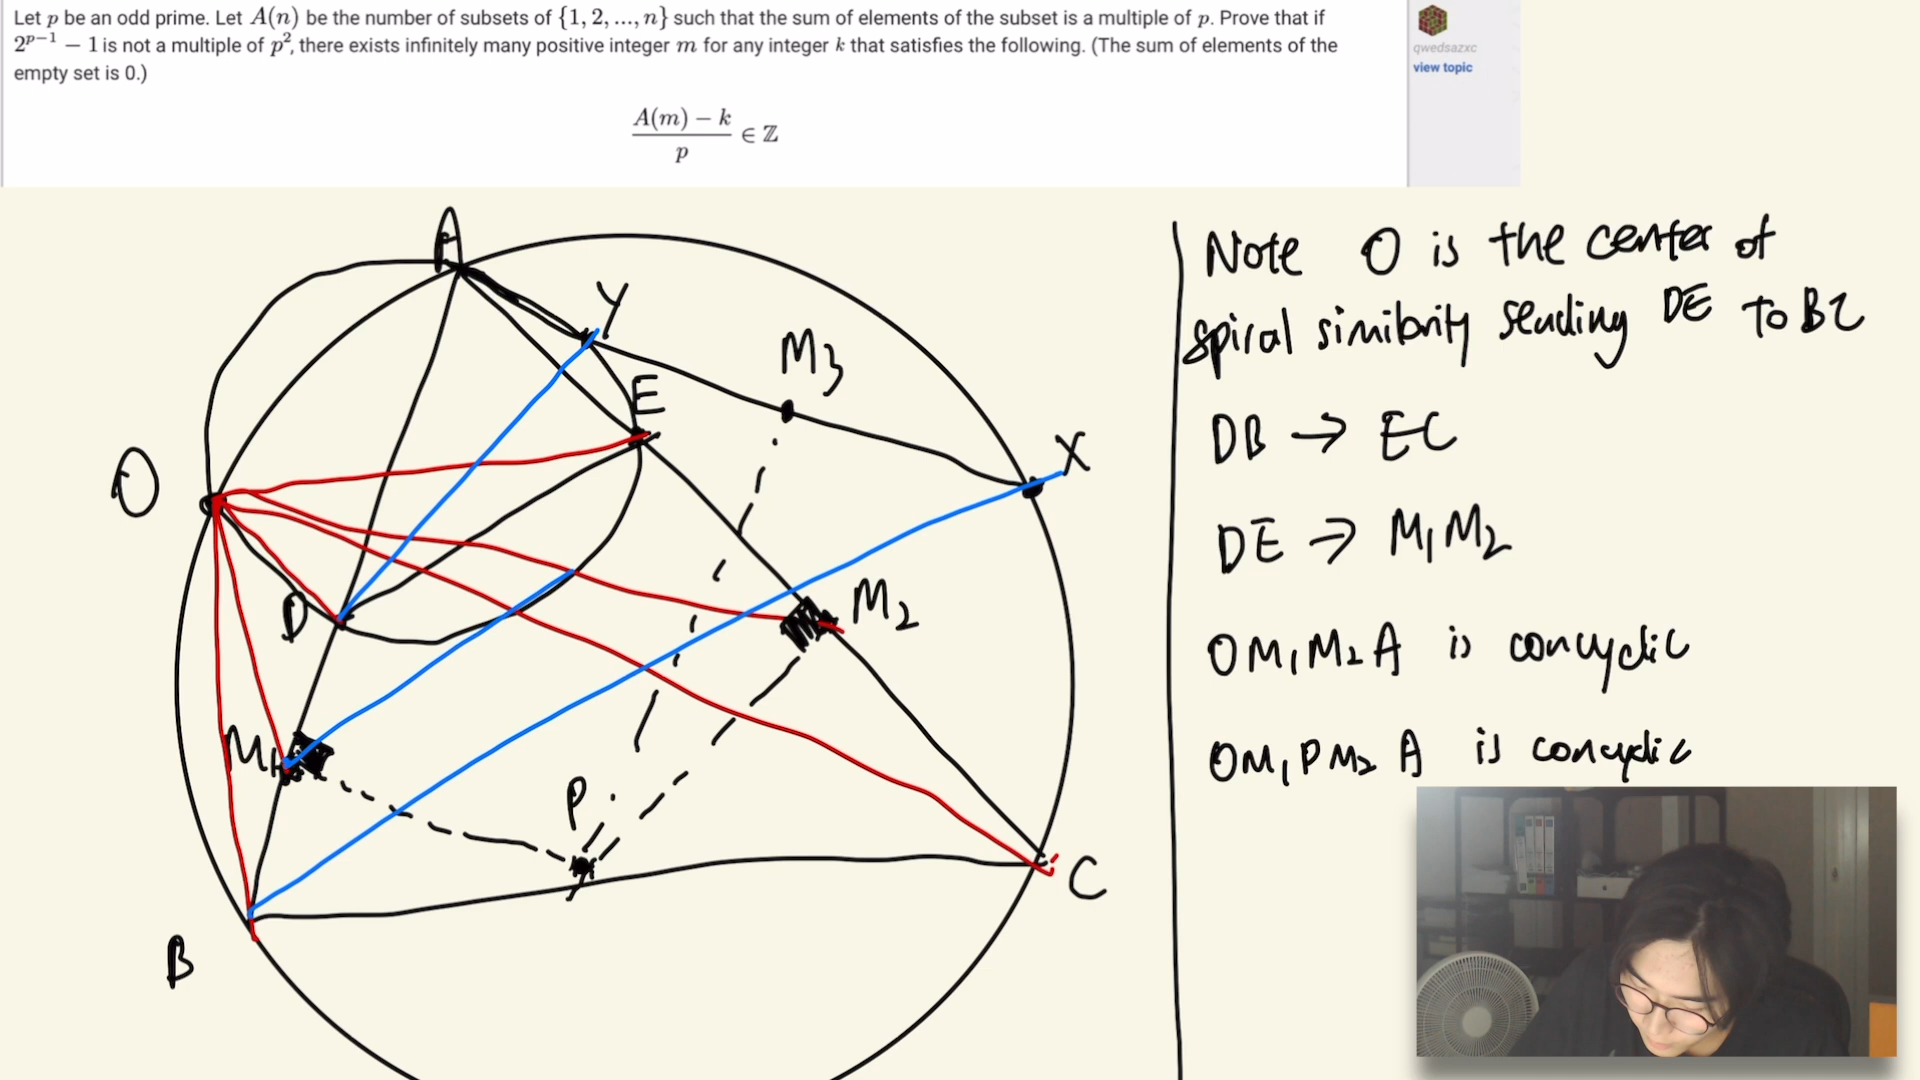 Let p be an odd prime. Let A(n) be the number of subsets of {1, 2, ..., n} such that the sum of elements of the subset is a multiple of p. Prove that if
2^{p−1} − 1 is not a multiple of p^2, there exists infinitely many positive integer m for any integer k that satisfies the following. (The sum of elements of the
empty set is 0.)
A(m) − k
∈ ℤ
p
qwedsazxc
view topic
A
Y
M3
E
X
O
M2
D
M1
P
C
B
Note O is the center of
spiral similarity sending DE to BC
DB → EC
DE → M1M2
OM1M2A is concyclic
OM1PM2A is concyclic